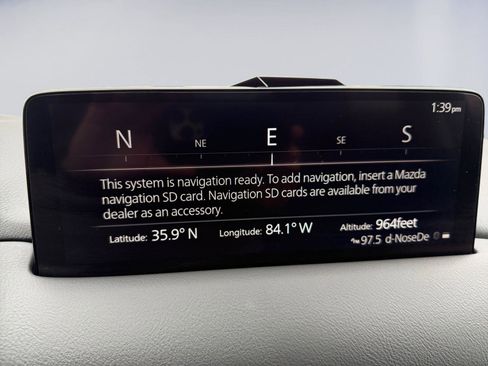 1:39pm
N NE E SE S
This system is navigation ready. To add navigation, insert a Mazda
navigation SD card. Navigation SD cards are available from your
dealer as an accessory.
Latitude: 35.9° N Longitude: 84.1° W Altitude: 964feet
97.5 d-NoseDe